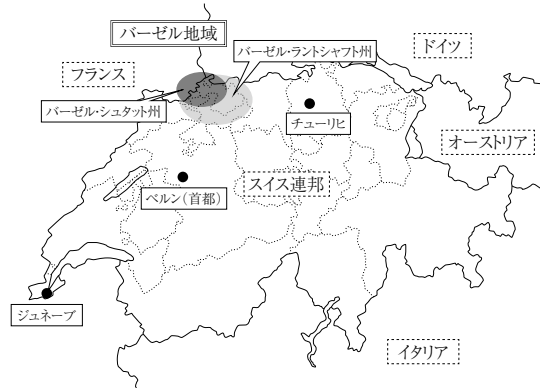 バーゼル地域
バーゼル・ラントシャフト州
ドイツ
フランス
バーゼル・シュタット州
チューリヒ
オーストリア
スイス連邦
ベルン(首都)
ジュネーブ
イタリア